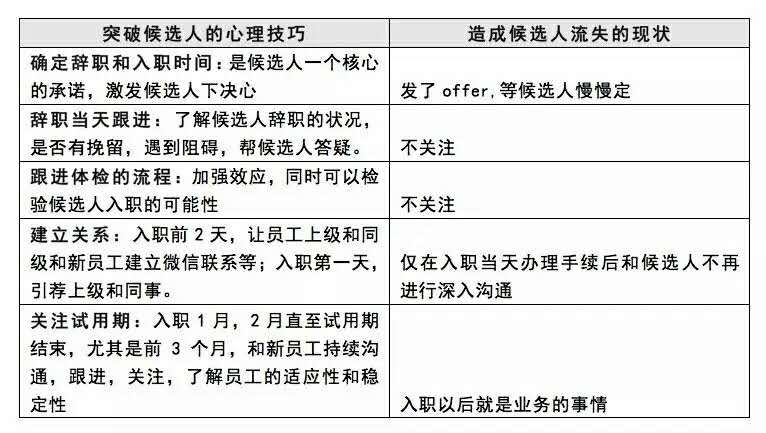 突破候选人的心理技巧
造成候选人流失的现状
确定辞职和入职时间：是候选人一个核心
的承诺，激发候选人下决心
发了 offer,等候选人慢慢定
辞职当天跟进：了解候选人辞职的状况，
是否有挽留，遇到阻碍，帮候选人答疑。
不关注
跟进体检的流程：加强效应，同时可以检
验候选人入职的可能性
不关注
建立关系：入职前 2 天，让员工上级和同
级和新员工建立微信联系等；入职第一天，
引荐上级和同事。
仅在入职当天办理手续后和候选人不再
进行深入沟通
关注试用期：入职 1 月，2 月直至试用期
结束，尤其是前 3 个月，和新员工持续沟
通，跟进，关注，了解员工的适应性和稳
定性
入职以后就是业务的事情